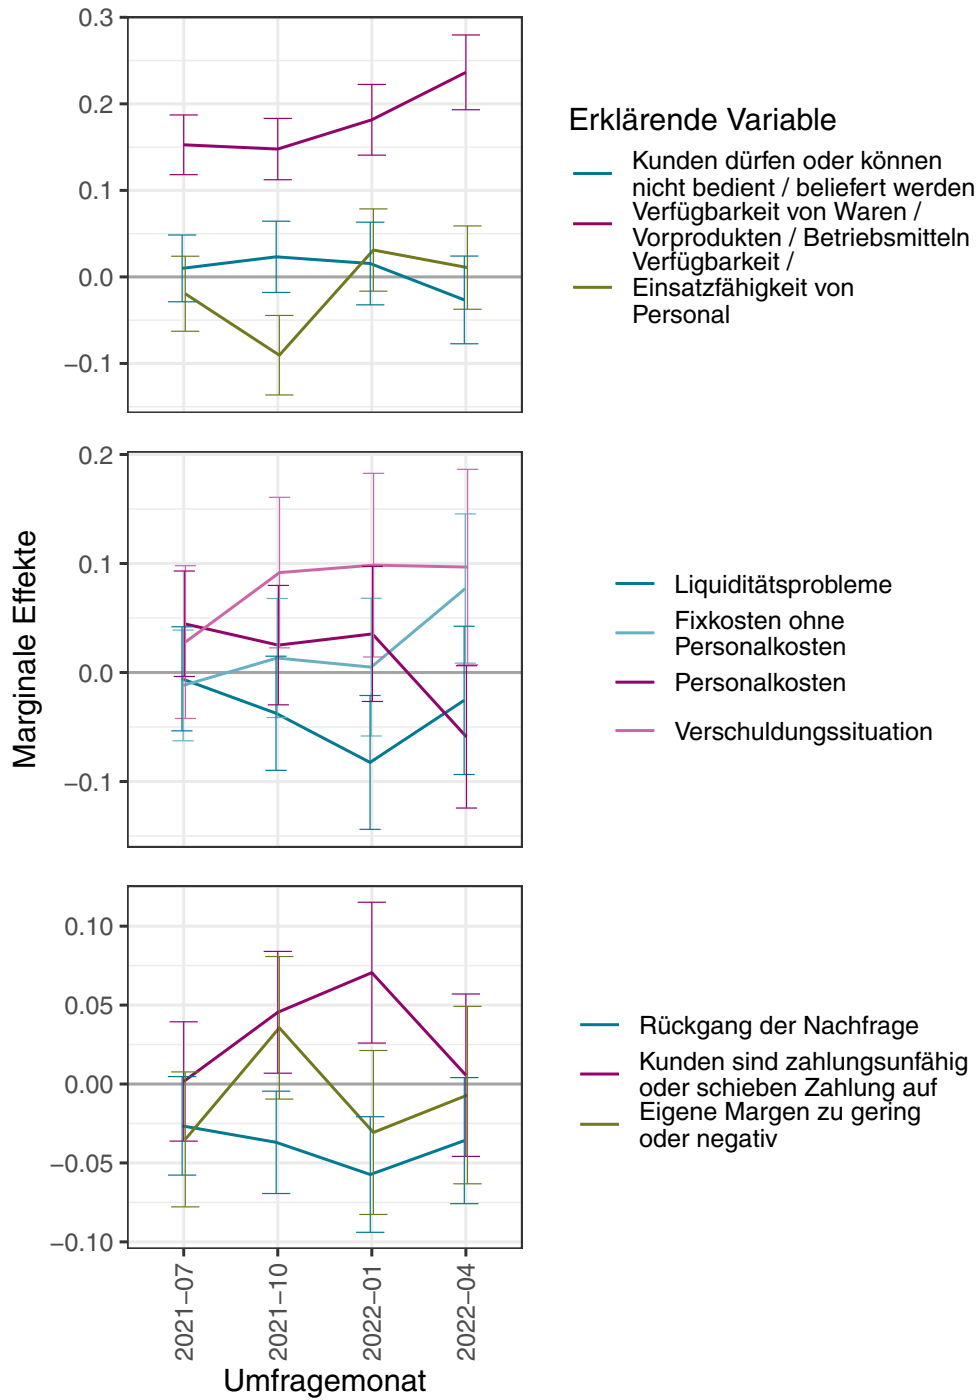 0.3
0.2
0.1
0.0
−0.1
Erklärende Variable
Kunden dürfen oder können
nicht bedient / beliefert werden
Verfügbarkeit von Waren /
Vorprodukten / Betriebsmitteln
Verfügbarkeit /
Einsatzfähigkeit von
Personal
Marginale Effekte
0.2
0.1
0.0
−0.1
Liquiditätsprobleme
Fixkosten ohne
Personalkosten
Personalkosten
Verschuldungssituation
0.10
0.05
0.00
−0.05
−0.10
Rückgang der Nachfrage
Kunden sind zahlungsunfähig
oder schieben Zahlung auf
Eigene Margen zu gering
oder negativ
2021−07
2021−10
2022−01
2022−04
Umfragemonat